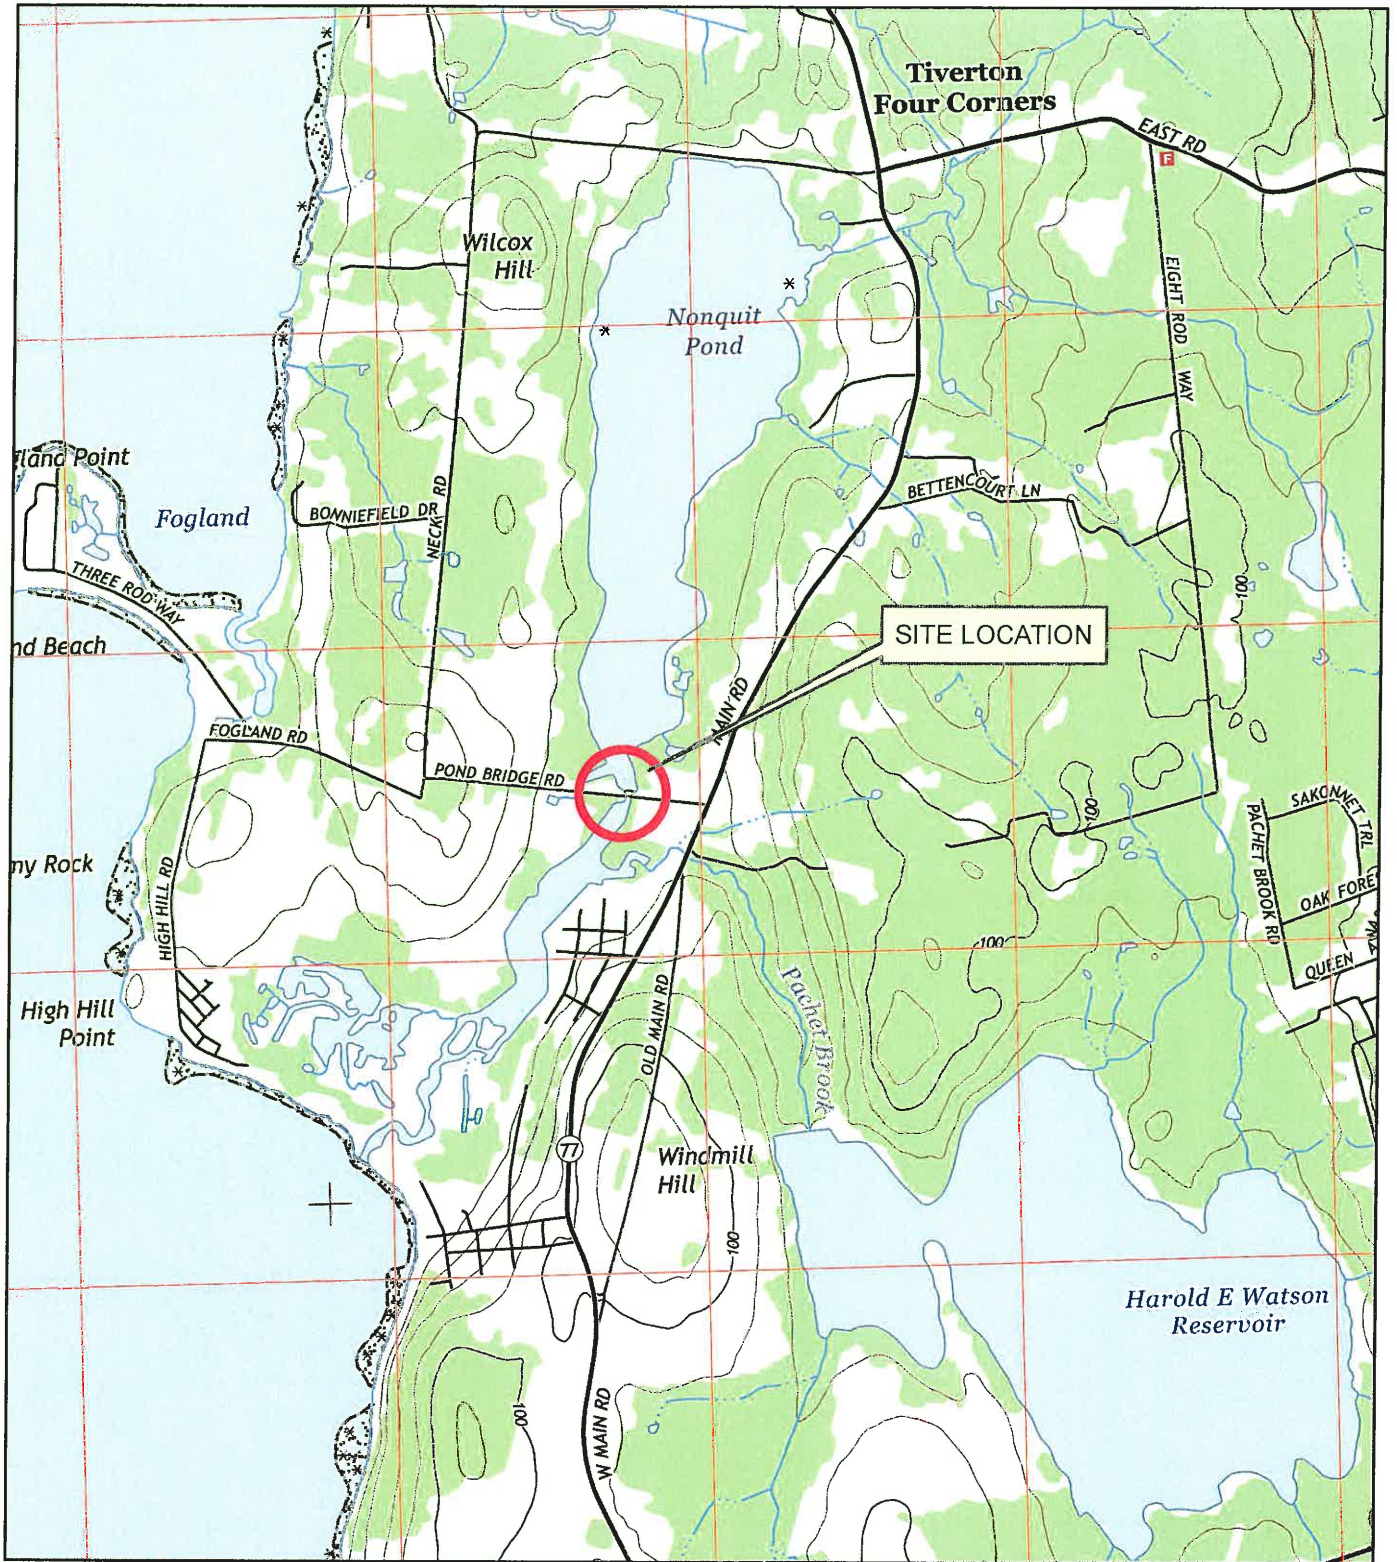 Tiverton
Four Corners
EAST RD
F
Wilcox
Hill
Nonquit
Pond
EIGHT ROD WAY
gland Point
Fogland
BONNIEFIELD DR
NECK RD
BETTENCOURT LN
THREE ROD WAY
100
nd Beach
SITE LOCATION
MAIN RD
FOGLAND RD
POND BRIDGE RD
100
SAKONNET TRL
PACHET BROOK RD
my Rock
HIGH HILL RD
OAK FORE
100
QUEEN
Pachet Brook
High Hill
Point
OLD MAIN RD
77
Windmill
Hill
100
Harold E Watson
Reservoir
100
W MAIN RD